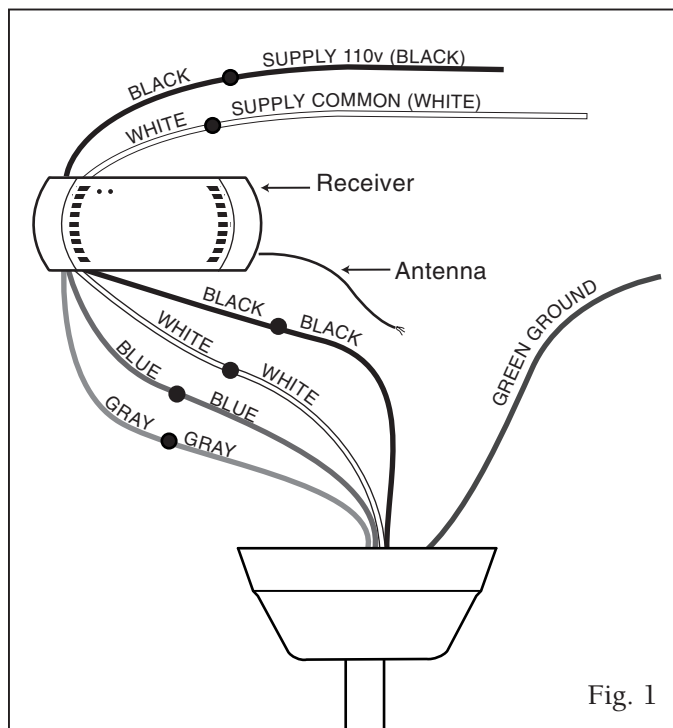 BLACK
SUPPLY 110v (BLACK)
WHITE
SUPPLY COMMON (WHITE)
Receiver
Antenna
BLACK
BLACK
WHITE
WHITE
BLUE
BLUE
GRAY
GRAY
GREEN GROUND
Fig. 1